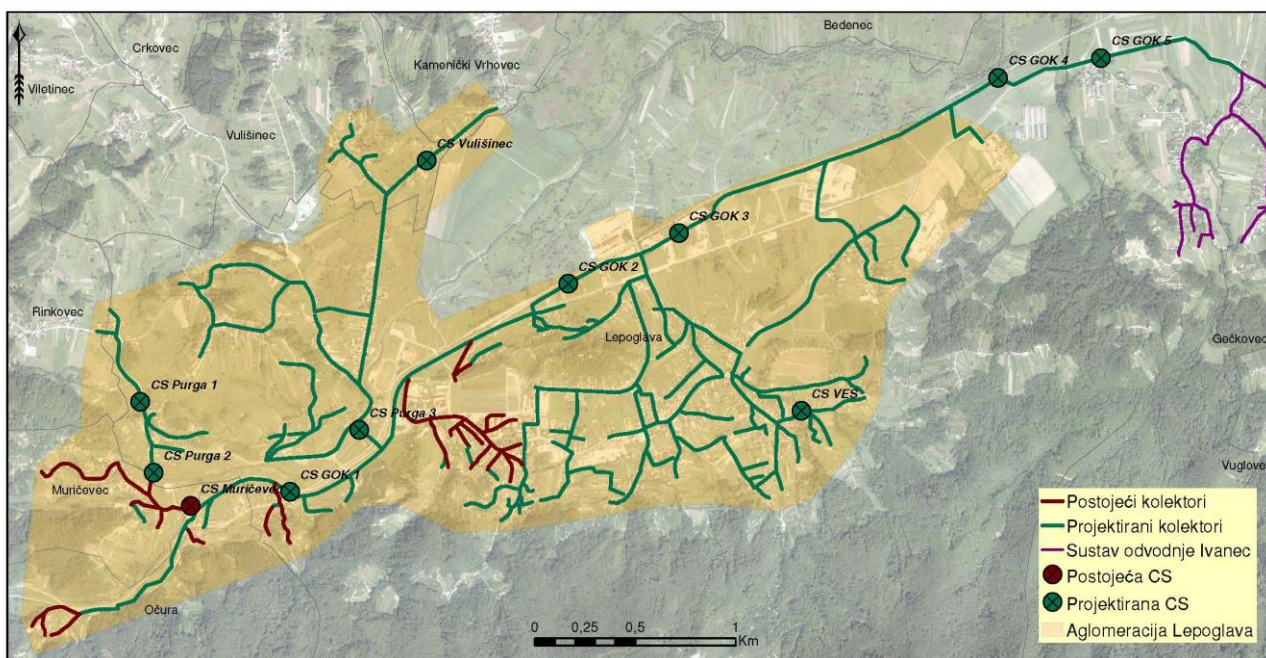 Bedenec
Crkovec
Kamenički Vrhovec
CS GOK 5
CS GOK 4
Viletinec
Vulišinec
CS Vulišinec
CS GOK 3
CS GOK 2
Rinkovec
Lepoglava
Gečkovec
CS Purga 1
CS VES
CS Purga 3
CS Purga 2
Muričevec
CS Muričevec
CS GOK 1
Vuglovec
Očura
0 0,25 0,5 1
Km
Postojeći kolektori
Projektirani kolektori
Sustav odvodnje Ivanec
Postojeća CS
Projektirana CS
Aglomeracija Lepoglava